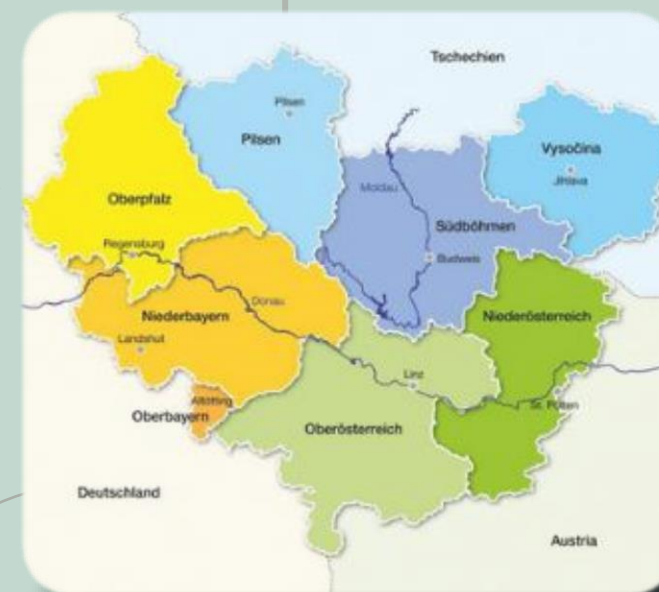 Tschechien
Pilsen
Pilsen
Vysočina
Jihlava
Oberpfalz
Moldau
Südböhmen
Regensburg
Budweis
Donau
Niederbayern
Niederösterreich
Landshut
Linz
Altötting
Oberbayern
St. Pölten
Oberösterreich
Deutschland
Austria